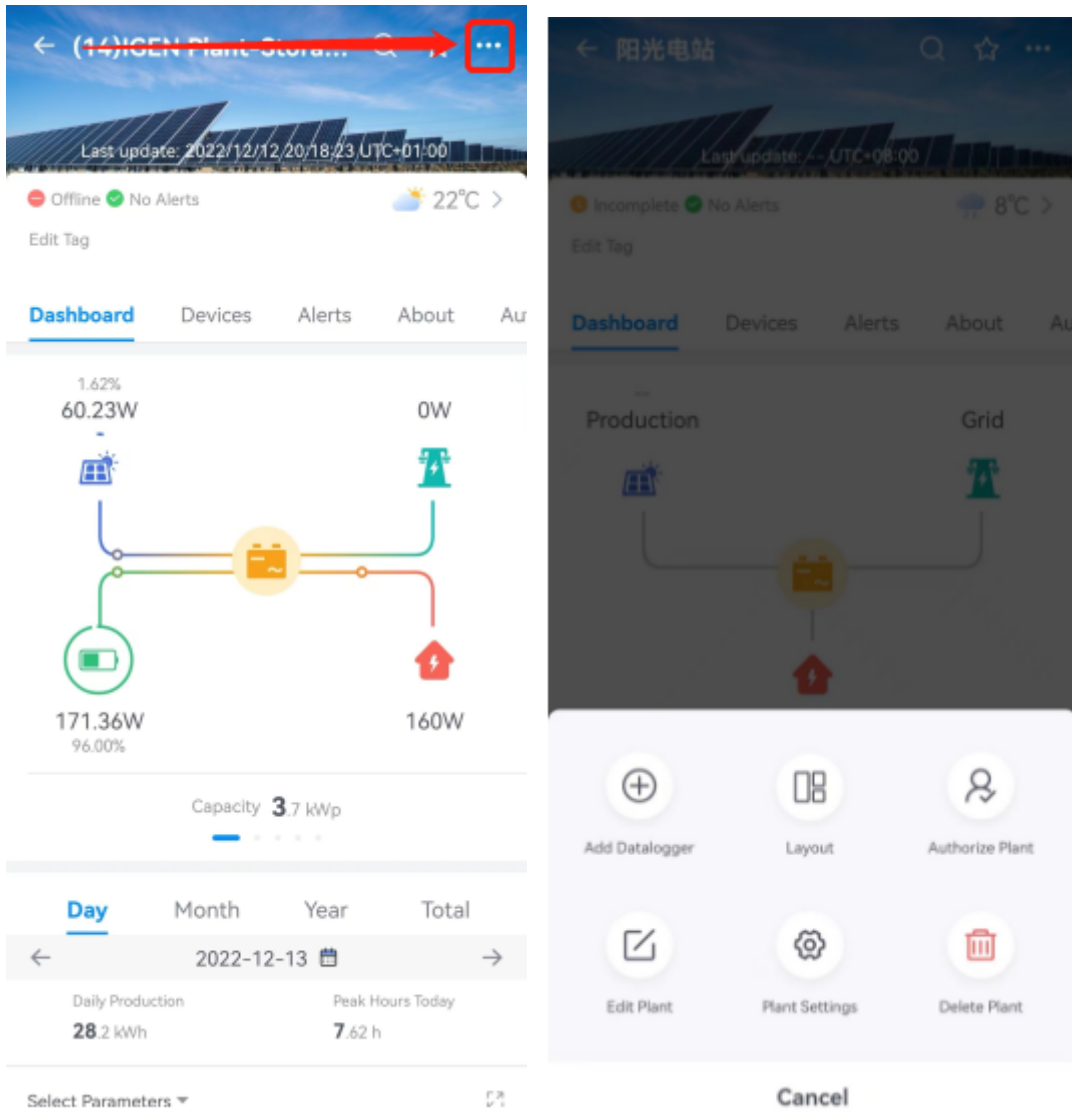 (14)IGEN Plant-Stora...
Last update: 2022/12/12 20/18/23 UTC+01:00
Offline No Alerts 22°C
Edit Tag
Dashboard Devices Alerts About Au
1.62%
60.23W 0W
171.36W 160W
96.00%
Capacity 3.7 kWp
Day Month Year Total
2022-12-13
Daily Production Peak Hours Today
28.2 kWh 7.62 h
Select Parameters
阳光电站
Last update: -- UTC+08:00
Incomplete No Alerts 8°C
Edit Tag
Dashboard Devices Alerts About Au
--
Production Grid
Add Datalogger Layout Authorize Plant
Edit Plant Plant Settings Delete Plant
Cancel